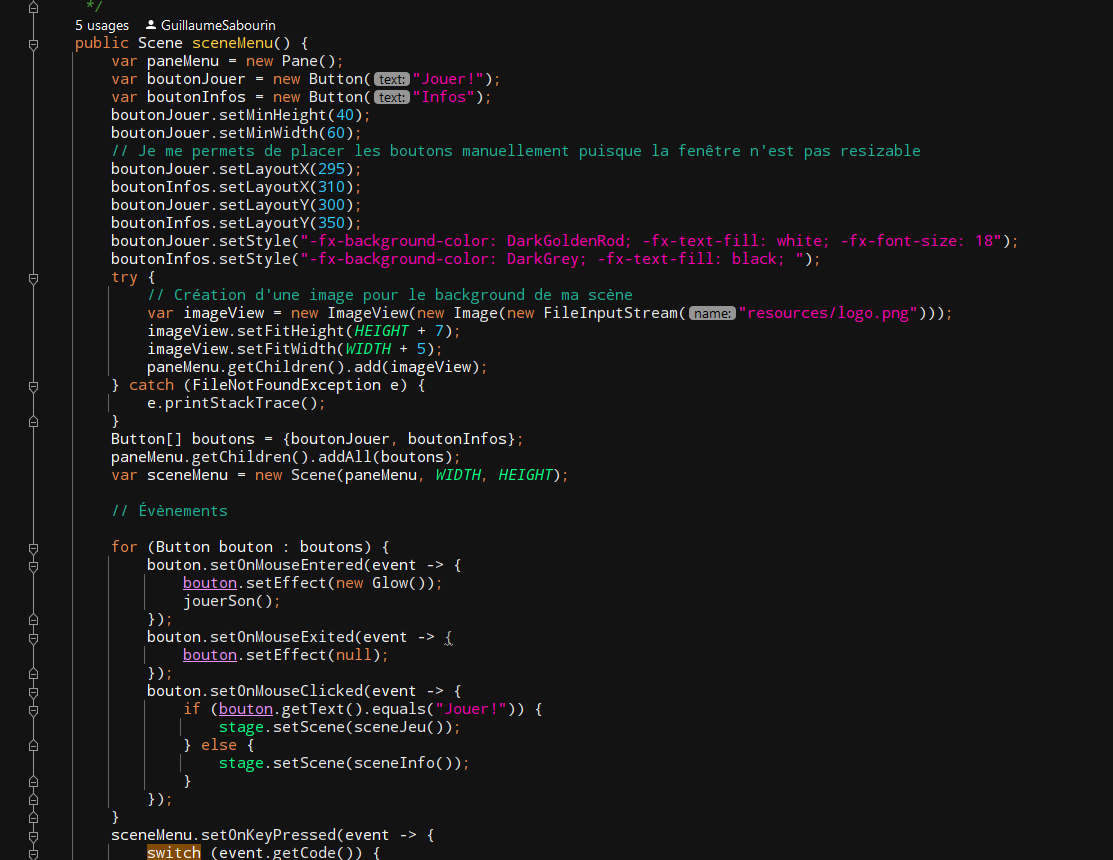 */
5 usages GuillaumeSabourin
public Scene sceneMenu() {
var paneMenu = new Pane();
var boutonJouer = new Button( text: "Jouer!");
var boutonInfos = new Button( text: "Infos");
boutonJouer.setMinHeight(40);
boutonJouer.setMinWidth(60);
// Je me permets de placer les boutons manuellement puisque la fenêtre n'est pas resizable
boutonJouer.setLayoutX(295);
boutonInfos.setLayoutX(310);
boutonJouer.setLayoutY(300);
boutonInfos.setLayoutY(350);
boutonJouer.setStyle("-fx-background-color: DarkGoldenRod; -fx-text-fill: white; -fx-font-size: 18");
boutonInfos.setStyle("-fx-background-color: DarkGrey; -fx-text-fill: black; ");
try {
// Création d'une image pour le background de ma scène
var imageView = new ImageView(new Image(new FileInputStream( name: "resources/logo.png")));
imageView.setFitHeight(HEIGHT + 7);
imageView.setFitWidth(WIDTH + 5);
paneMenu.getChildren().add(imageView);
} catch (FileNotFoundException e) {
e.printStackTrace();
}
Button[] boutons = {boutonJouer, boutonInfos};
paneMenu.getChildren().addAll(boutons);
var sceneMenu = new Scene(paneMenu, WIDTH, HEIGHT);
// Évènements
for (Button bouton : boutons) {
bouton.setOnMouseEntered(event -> {
bouton.setEffect(new Glow());
jouerSon();
});
bouton.setOnMouseExited(event -> {
bouton.setEffect(null);
});
bouton.setOnMouseClicked(event -> {
if (bouton.getText().equals("Jouer!")) {
stage.setScene(sceneJeu());
} else {
stage.setScene(sceneInfo());
}
});
}
sceneMenu.setOnKeyPressed(event -> {
switch (event.getCode()) {